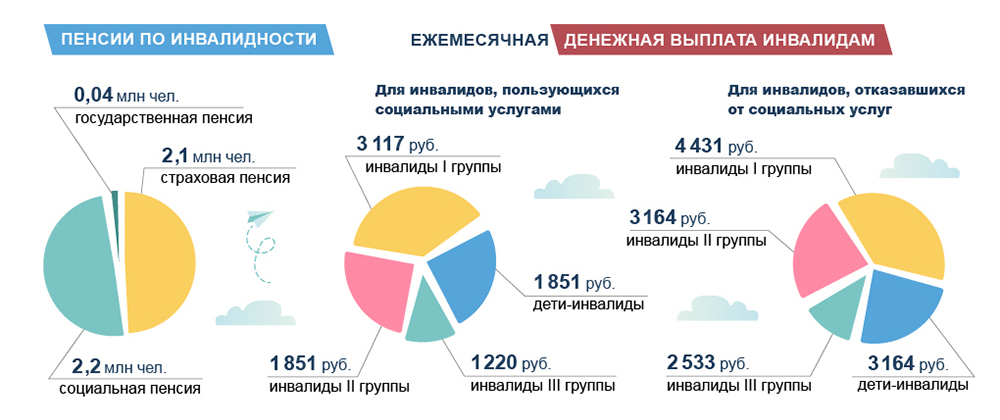 ПЕНСИИ ПО ИНВАЛИДНОСТИ
0,04 млн чел.
государственная пенсия
2,1 млн чел.
страховая пенсия
2,2 млн чел.
социальная пенсия
ЕЖЕМЕСЯЧНАЯ ДЕНЕЖНАЯ ВЫПЛАТА ИНВАЛИДАМ
Для инвалидов, пользующихся
социальными услугами
3 117 руб.
инвалиды I группы
1 851 руб.
дети-инвалиды
1 851 руб.
инвалиды II группы
1 220 руб.
инвалиды III группы
Для инвалидов, отказавшихся
от социальных услуг
4 431 руб.
инвалиды I группы
3 164 руб.
инвалиды II группы
2 533 руб.
инвалиды III группы
3 164 руб.
дети-инвалиды